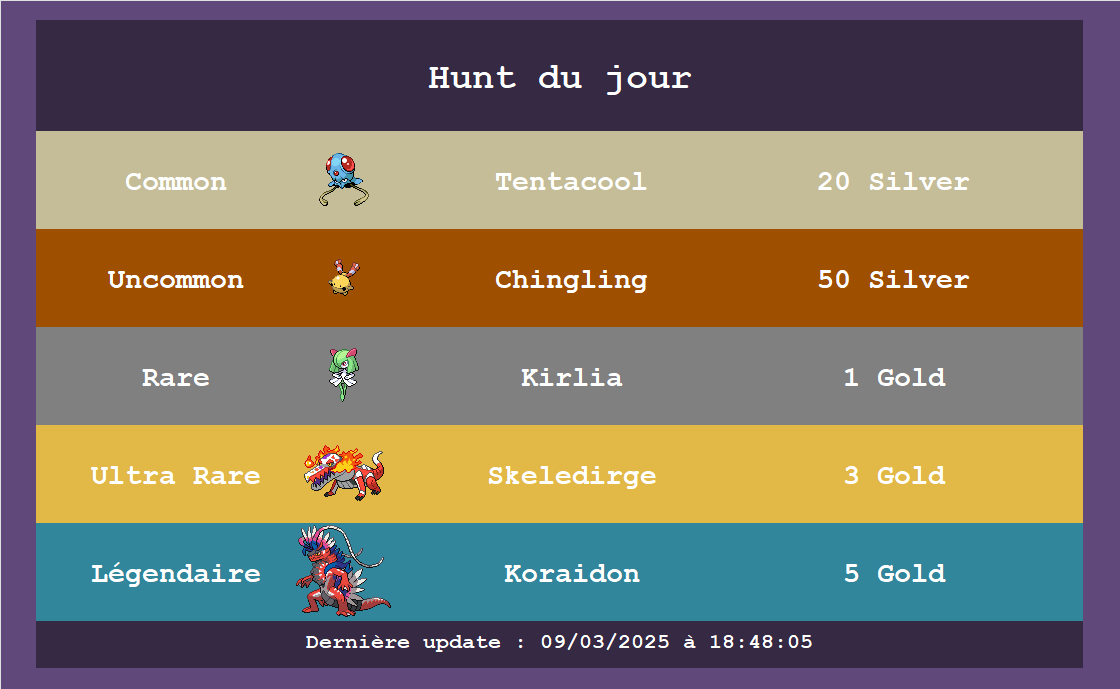 Hunt du jour
Common Tentacool 20 Silver
Uncommon Chingling 50 Silver
Rare Kirlia 1 Gold
Ultra Rare Skeledirge 3 Gold
Légendaire Koraidon 5 Gold
Dernière update : 09/03/2025 à 18:48:05